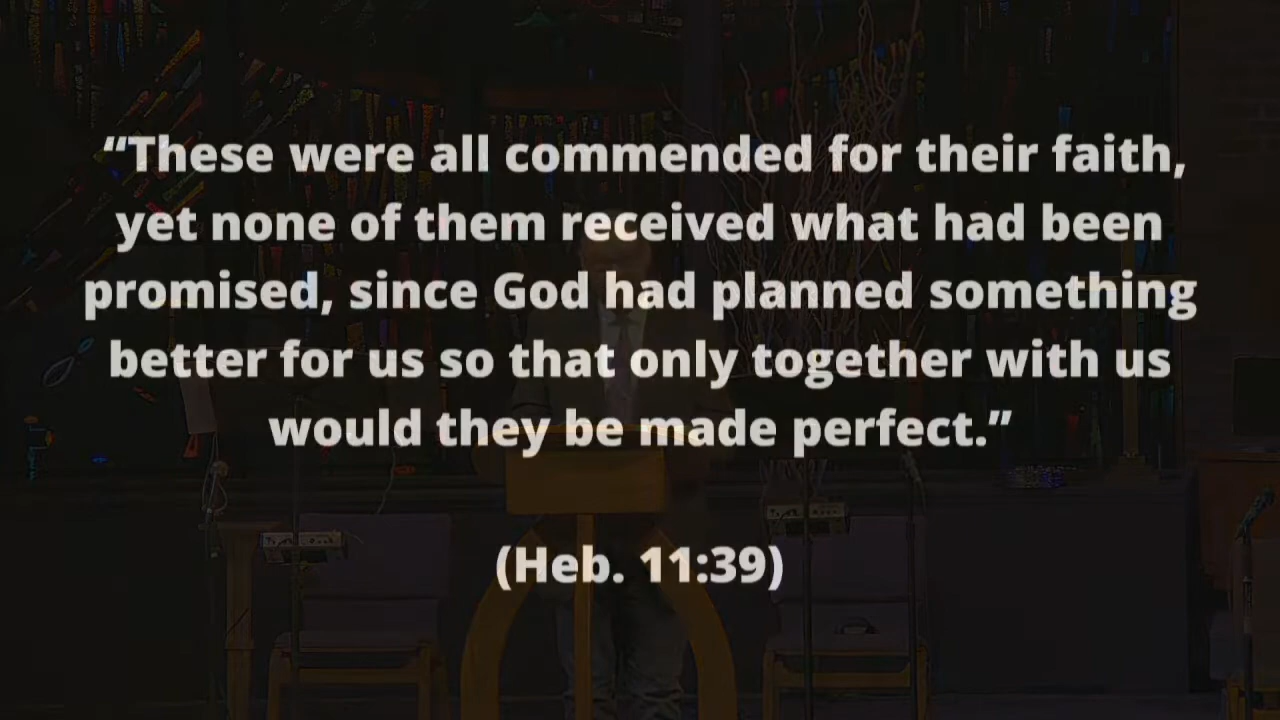 “These were all commended for their faith,
yet none of them received what had been
promised, since God had planned something
better for us so that only together with us
would they be made perfect.”
(Heb. 11:39)